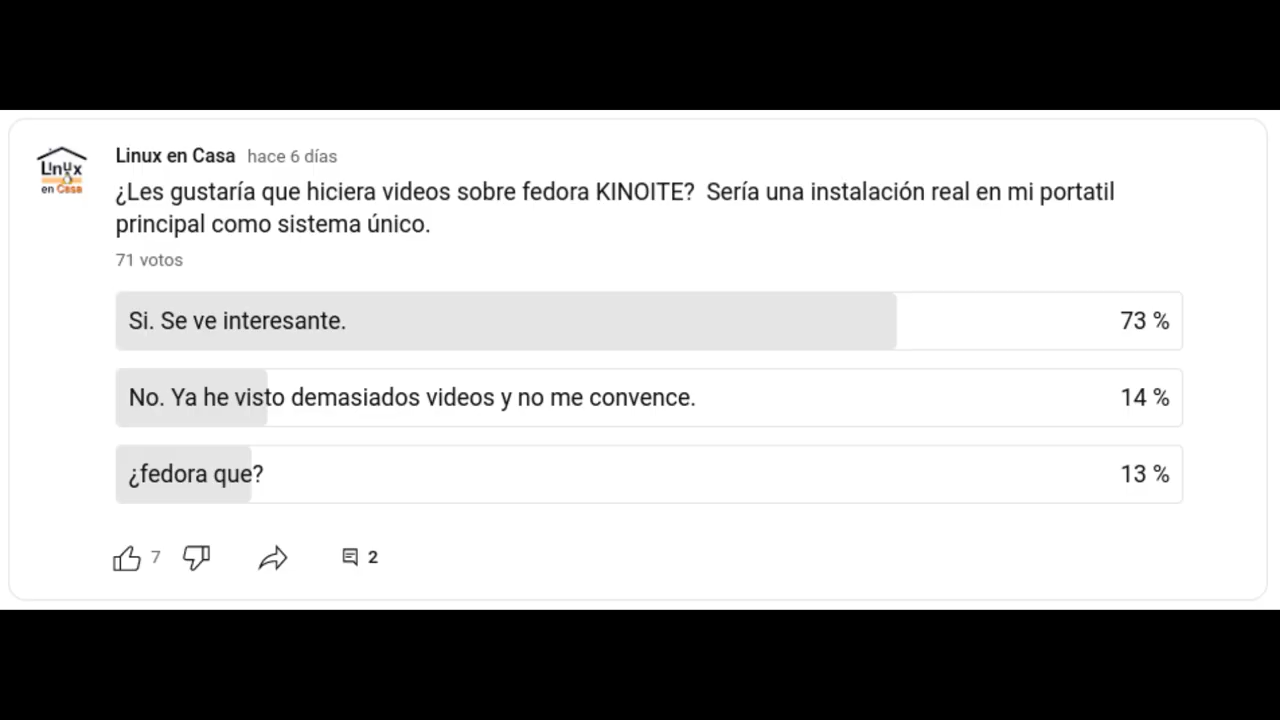 Linux
en Casa
Linux en Casa hace 6 días
¿Les gustaría que hiciera videos sobre fedora KINOITE?  Sería una instalación real en mi portatil
principal como sistema único.
71 votos
Si. Se ve interesante. 73 %
No. Ya he visto demasiados videos y no me convence. 14 %
¿fedora que? 13 %
7 2